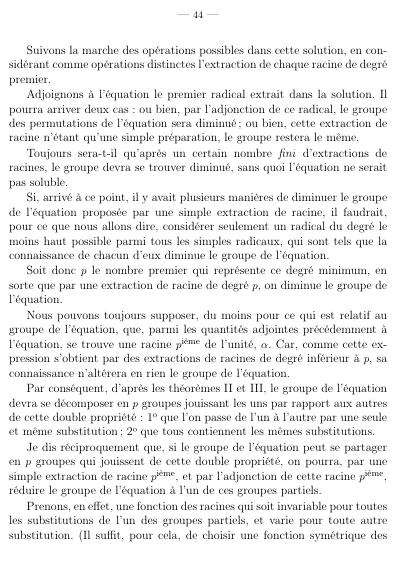 — 44 —
Suivons la marche des opérations possibles dans cette solution, en con-
sidérant comme opérations distinctes l'extraction de chaque racine de degré
premier.
Adjoignons à l'équation le premier radical extrait dans la solution. Il
pourra arriver deux cas : ou bien, par l'adjonction de ce radical, le groupe
des permutations de l'équation sera diminué ; ou bien, cette extraction de
racine n'étant qu'une simple préparation, le groupe restera le même.
Toujours sera-t-il qu'après un certain nombre fini d'extractions de
racines, le groupe devra se trouver diminué, sans quoi l'équation ne serait
pas soluble.
Si, arrivé à ce point, il y avait plusieurs manières de diminuer le groupe
de l'équation proposée par une simple extraction de racine, il faudrait,
pour ce que nous allons dire, considérer seulement un radical du degré le
moins haut possible parmi tous les simples radicaux, qui sont tels que la
connaissance de chacun d'eux diminue le groupe de l'équation.
Soit donc p le nombre premier qui représente ce degré minimum, en
sorte que par une extraction de racine de degré p, on diminue le groupe de
l'équation.
Nous pouvons toujours supposer, du moins pour ce qui est relatif au
groupe de l'équation, que, parmi les quantités adjointes précédemment à
l'équation, se trouve une racine pième de l'unité, α. Car, comme cette ex-
pression s'obtient par des extractions de racines de degré inférieur à p, sa
connaissance n'altérera en rien le groupe de l'équation.
Par conséquent, d'après les théorèmes II et III, le groupe de l'équation
devra se décomposer en p groupes jouissant les uns par rapport aux autres
de cette double propriété : 1º que l'on passe de l'un à l'autre par une seule
et même substitution ; 2º que tous contiennent les mêmes substitutions.
Je dis réciproquement que, si le groupe de l'équation peut se partager
en p groupes qui jouissent de cette double propriété, on pourra, par une
simple extraction de racine pième, et par l'adjonction de cette racine pième,
réduire le groupe de l'équation à l'un de ces groupes partiels.
Prenons, en effet, une fonction des racines qui soit invariable pour toutes
les substitutions de l'un des groupes partiels, et varie pour toute autre
substitution. (Il suffit, pour cela, de choisir une fonction symétrique des